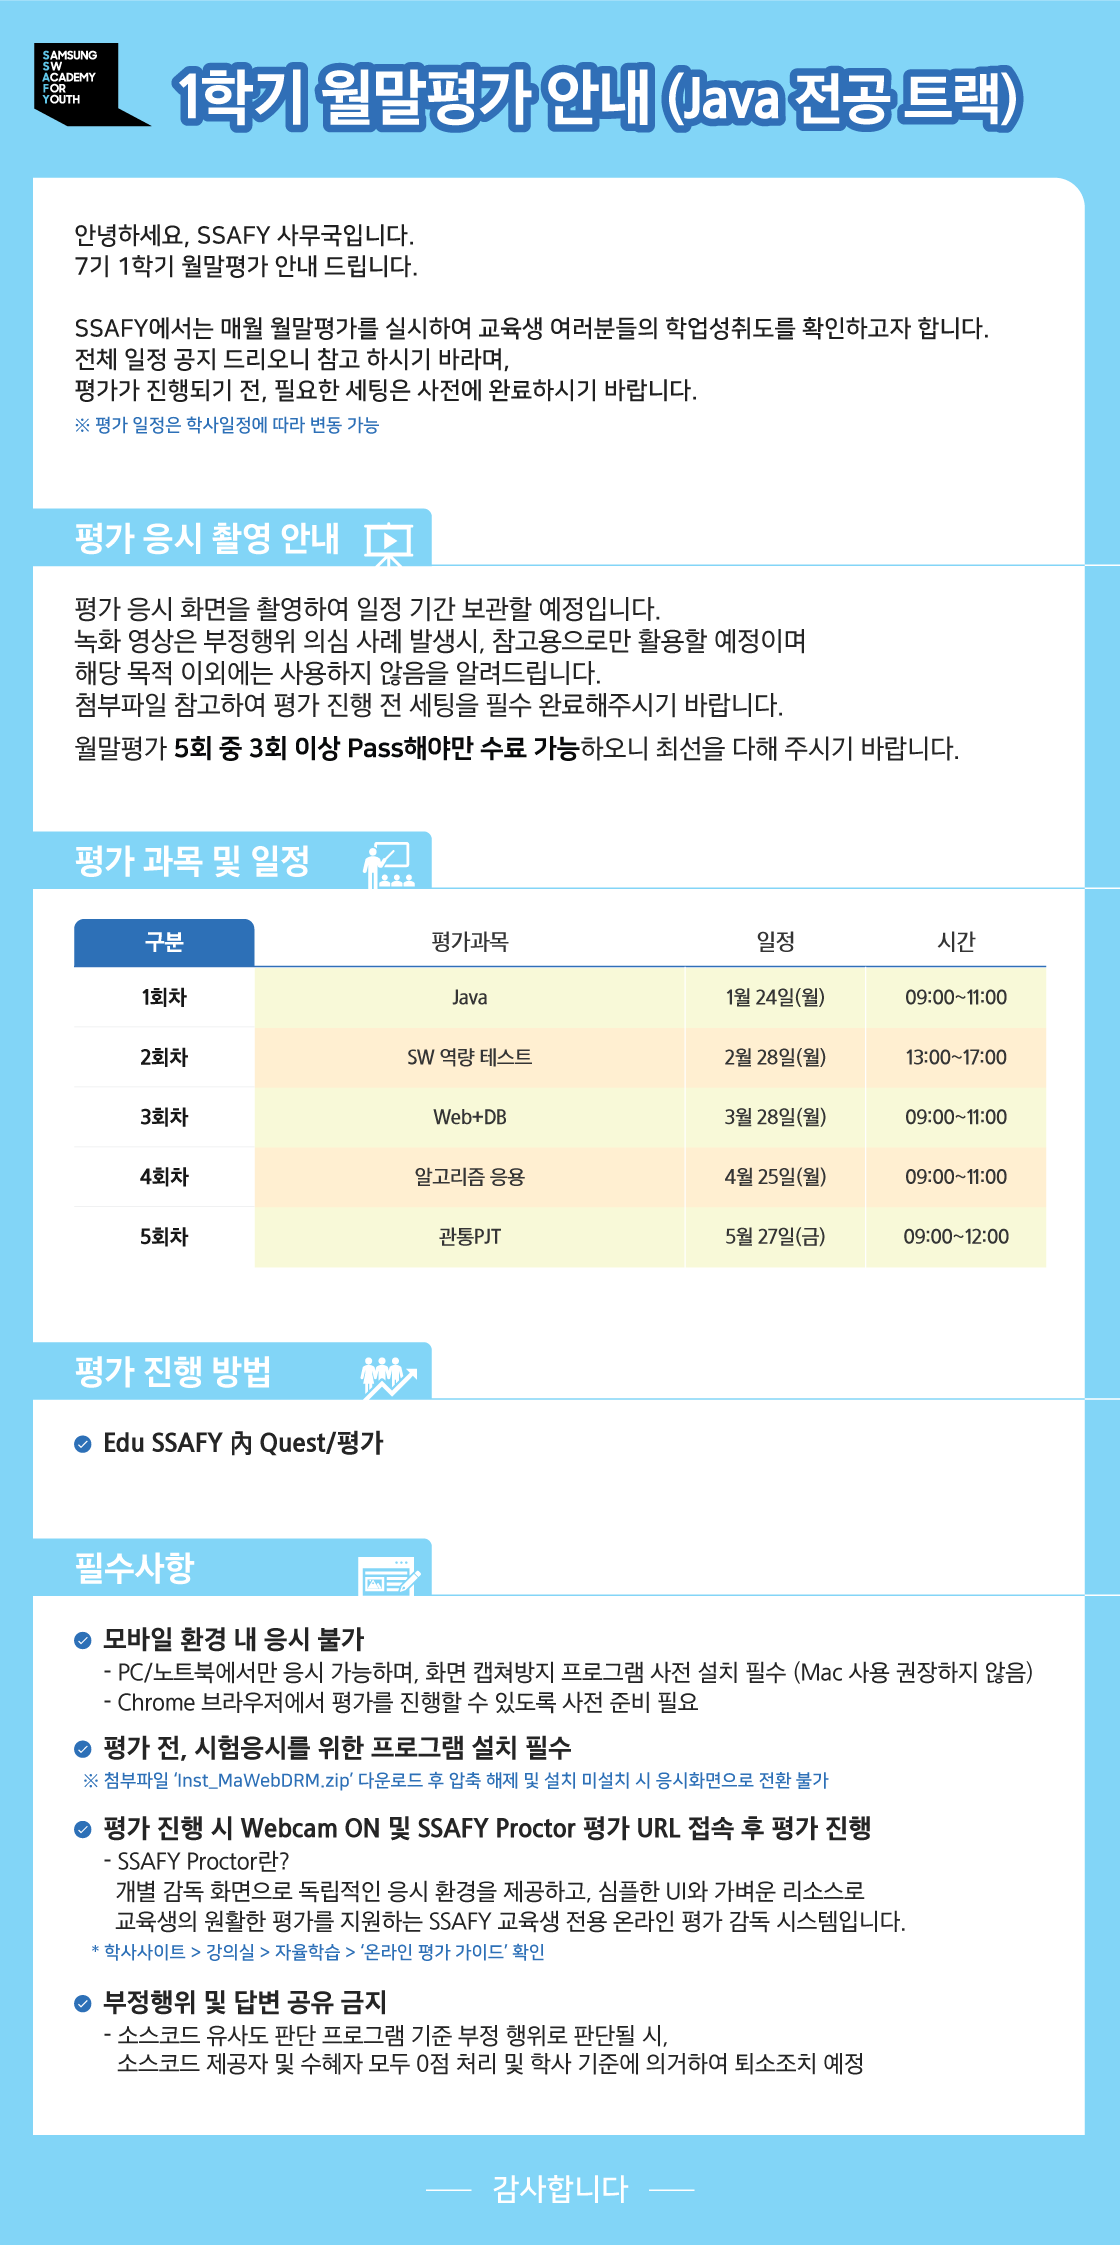 SAMSUNG
SW
ACADEMY
FOR
YOUTH
1학기 월말평가 안내 (Java 전공 트랙)
안녕하세요, SSAFY 사무국입니다.
7기 1학기 월말평가 안내 드립니다.
SSAFY에서는 매월 월말평가를 실시하여 교육생 여러분들의 학업성취도를 확인하고자 합니다.
전체 일정 공지 드리오니 참고 하시기 바라며,
평가가 진행되기 전, 필요한 세팅은 사전에 완료하시기 바랍니다.
※ 평가 일정은 학사일정에 따라 변동 가능
평가 응시 촬영 안내
평가 응시 화면을 촬영하여 일정 기간 보관할 예정입니다.
녹화 영상은 부정행위 의심 사례 발생시, 참고용으로만 활용할 예정이며
해당 목적 이외에는 사용하지 않음을 알려드립니다.
첨부파일 참고하여 평가 진행 전 세팅을 필수 완료해주시기 바랍니다.
월말평가 5회 중 3회 이상 Pass해야만 수료 가능하오니 최선을 다해 주시기 바랍니다.
평가 과목 및 일정
구분 평가과목 일정 시간
1회차 Java 1월 24일(월) 09:00~11:00
2회차 SW 역량 테스트 2월 28일(월) 13:00~17:00
3회차 Web+DB 3월 28일(월) 09:00~11:00
4회차 알고리즘 응용 4월 25일(월) 09:00~11:00
5회차 관통PJT 5월 27일(금) 09:00~12:00
평가 진행 방법
Edu SSAFY 內 Quest/평가
필수사항
모바일 환경 내 응시 불가
- PC/노트북에서만 응시 가능하며, 화면 캡쳐방지 프로그램 사전 설치 필수 (Mac 사용 권장하지 않음)
- Chrome 브라우저에서 평가를 진행할 수 있도록 사전 준비 필요
평가 전, 시험응시를 위한 프로그램 설치 필수
※ 첨부파일 ‘Inst_MaWebDRM.zip’ 다운로드 후 압축 해제 및 설치 미설치 시 응시화면으로 전환 불가
평가 진행 시 Webcam ON 및 SSAFY Proctor 평가 URL 접속 후 평가 진행
- SSAFY Proctor란?
개별 감독 화면으로 독립적인 응시 환경을 제공하고, 심플한 UI와 가벼운 리소스로
교육생의 원활한 평가를 지원하는 SSAFY 교육생 전용 온라인 평가 감독 시스템입니다.
* 학사사이트 > 강의실 > 자율학습 > ‘온라인 평가 가이드’ 확인
부정행위 및 답변 공유 금지
- 소스코드 유사도 판단 프로그램 기준 부정 행위로 판단될 시,
소스코드 제공자 및 수혜자 모두 0점 처리 및 학사 기준에 의거하여 퇴소조치 예정
감사합니다